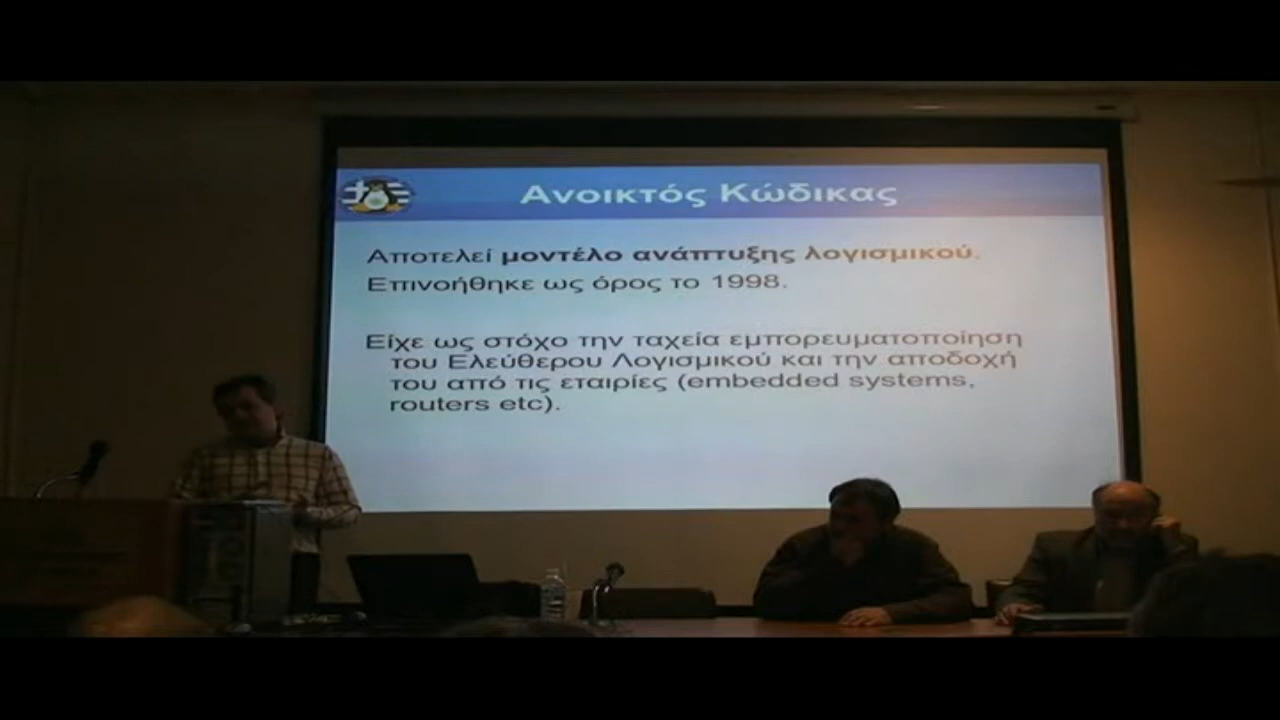 Ανοικτός Κώδικας
Αποτελεί μοντέλο ανάπτυξης λογισμικού.
Επινοήθηκε ως όρος το 1998.
Είχε ως στόχο την ταχεία εμπορευματοποίηση
του Ελεύθερου Λογισμικού και την αποδοχή
του από τις εταιρίες (embedded systems,
routers etc).